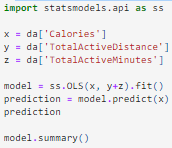 import statsmodels.api as ss
x = da['Calories']
y = da['TotalActiveDistance']
z = da['TotalActiveMinutes']
model = ss.OLS(x, y+z).fit()
prediction = model.predict(x)
prediction
model.summary()